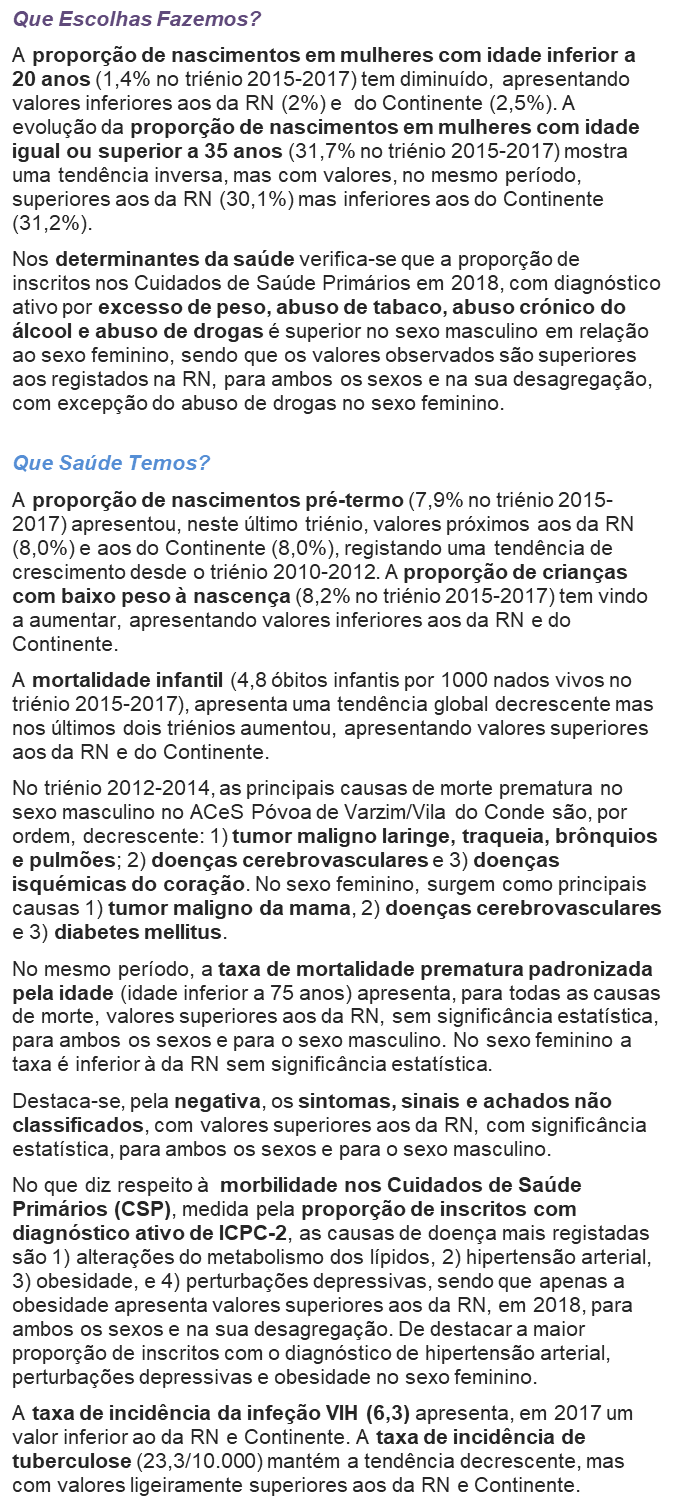 Que Escolhas Fazemos?
A proporção de nascimentos em mulheres com idade inferior a
20 anos (1,4% no triénio 2015-2017) tem diminuído, apresentando
valores inferiores aos da RN (2%) e do Continente (2,5%). A
evolução da proporção de nascimentos em mulheres com idade
igual ou superior a 35 anos (31,7% no triénio 2015-2017) mostra
uma tendência inversa, mas com valores, no mesmo período,
superiores aos da RN (30,1%) mas inferiores aos do Continente
(31,2%).
Nos determinantes da saúde verifica-se que a proporção de
inscritos nos Cuidados de Saúde Primários em 2018, com diagnóstico
ativo por excesso de peso, abuso de tabaco, abuso crónico do
álcool e abuso de drogas é superior no sexo masculino em relação
ao sexo feminino, sendo que os valores observados são superiores
aos registados na RN, para ambos os sexos e na sua desagregação,
com excepção do abuso de drogas no sexo feminino.
Que Saúde Temos?
A proporção de nascimentos pré-termo (7,9% no triénio 2015-
2017) apresentou, neste último triénio, valores próximos aos da RN
(8,0%) e aos do Continente (8,0%), registando uma tendência de
crescimento desde o triénio 2010-2012. A proporção de crianças
com baixo peso à nascença (8,2% no triénio 2015-2017) tem vindo
a aumentar, apresentando valores inferiores aos da RN e do
Continente.
A mortalidade infantil (4,8 óbitos infantis por 1000 nados vivos no
triénio 2015-2017), apresenta uma tendência global decrescente mas
nos últimos dois triénios aumentou, apresentando valores superiores
aos da RN e do Continente.
No triénio 2012-2014, as principais causas de morte prematura no
sexo masculino no ACeS Póvoa de Varzim/Vila do Conde são, por
ordem, decrescente: 1) tumor maligno laringe, traqueia, brônquios
e pulmões; 2) doenças cerebrovasculares e 3) doenças
isquémicas do coração. No sexo feminino, surgem como principais
causas 1) tumor maligno da mama, 2) doenças cerebrovasculares
e 3) diabetes mellitus.
No mesmo período, a taxa de mortalidade prematura padronizada
pela idade (idade inferior a 75 anos) apresenta, para todas as causas
de morte, valores superiores aos da RN, sem significância estatística,
para ambos os sexos e para o sexo masculino. No sexo feminino a
taxa é inferior à da RN sem significância estatística.
Destaca-se, pela negativa, os sintomas, sinais e achados não
classificados, com valores superiores aos da RN, com significância
estatística, para ambos os sexos e para o sexo masculino.
No que diz respeito à morbilidade nos Cuidados de Saúde
Primários (CSP), medida pela proporção de inscritos com
diagnóstico ativo de ICPC-2, as causas de doença mais registadas
são 1) alterações do metabolismo dos lípidos, 2) hipertensão arterial,
3) obesidade, e 4) perturbações depressivas, sendo que apenas a
obesidade apresenta valores superiores aos da RN, em 2018, para
ambos os sexos e na sua desagregação. De destacar a maior
proporção de inscritos com o diagnóstico de hipertensão arterial,
perturbações depressivas e obesidade no sexo feminino.
A taxa de incidência da infeção VIH (6,3) apresenta, em 2017 um
valor inferior ao da RN e Continente. A taxa de incidência de
tuberculose (23,3/10.000) mantém a tendência decrescente, mas
com valores ligeiramente superiores aos da RN e Continente.